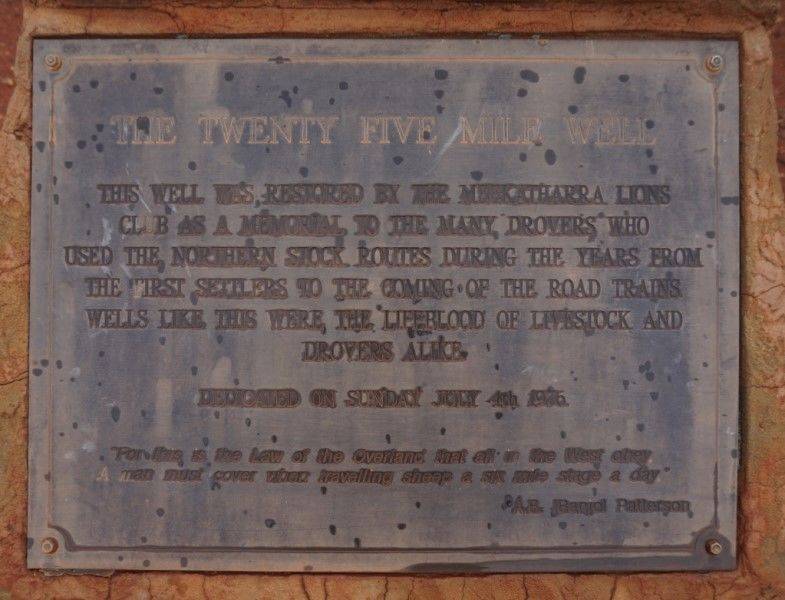 THE TWENTY FIVE MILE WELL
THIS WELL WAS RESTORED BY THE MEEKATHARRA LIONS
CLUB AS A MEMORIAL TO THE MANY DROVERS WHO
USED THE NORTHERN STOCK ROUTES DURING THE YEARS FROM
THE FIRST SETTLERS TO THE COMING OF THE ROAD TRAINS
WELLS LIKE THIS WERE THE LIFEBLOOD OF LIVESTOCK AND
DROVERS ALIKE.
DEDICATED ON SUNDAY JULY 4th 1976.
"For this is the Law of the Overland that all in the West obey
A man must cover when travelling sheep a six mile stage a day"
A.B. (Banjo) Patterson